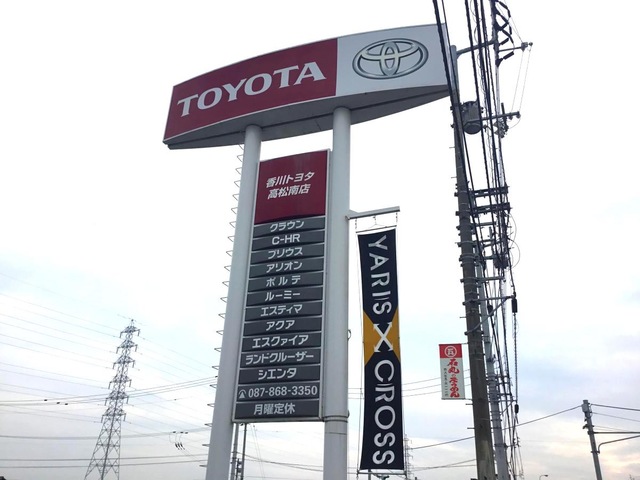 TOYOTA
香川トヨタ
高松南店
クラウン
C-HR
プリウス
アリオン
ポルテ
ルーミー
エスティマ
アクア
エスクァイア
ランドクルーザー
シエンタ
☎087-868-3350
月曜定休
YARIS X CROSS